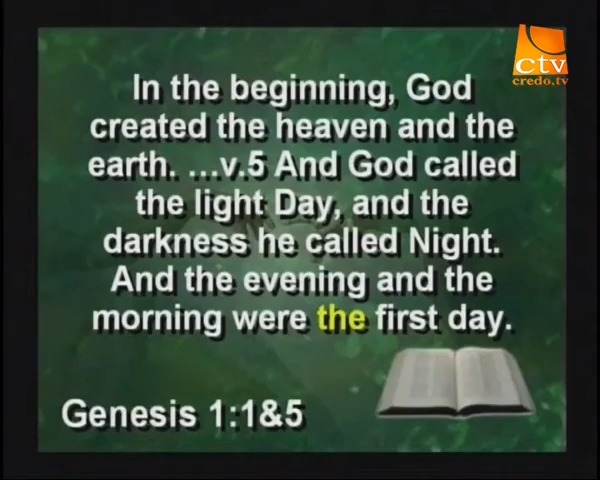 ctv
credo.tv
In the beginning, God
created the heaven and the
earth. ...v.5 And God called
the light Day, and the
darkness he called Night.
And the evening and the
morning were the first day.
Genesis 1:1&5